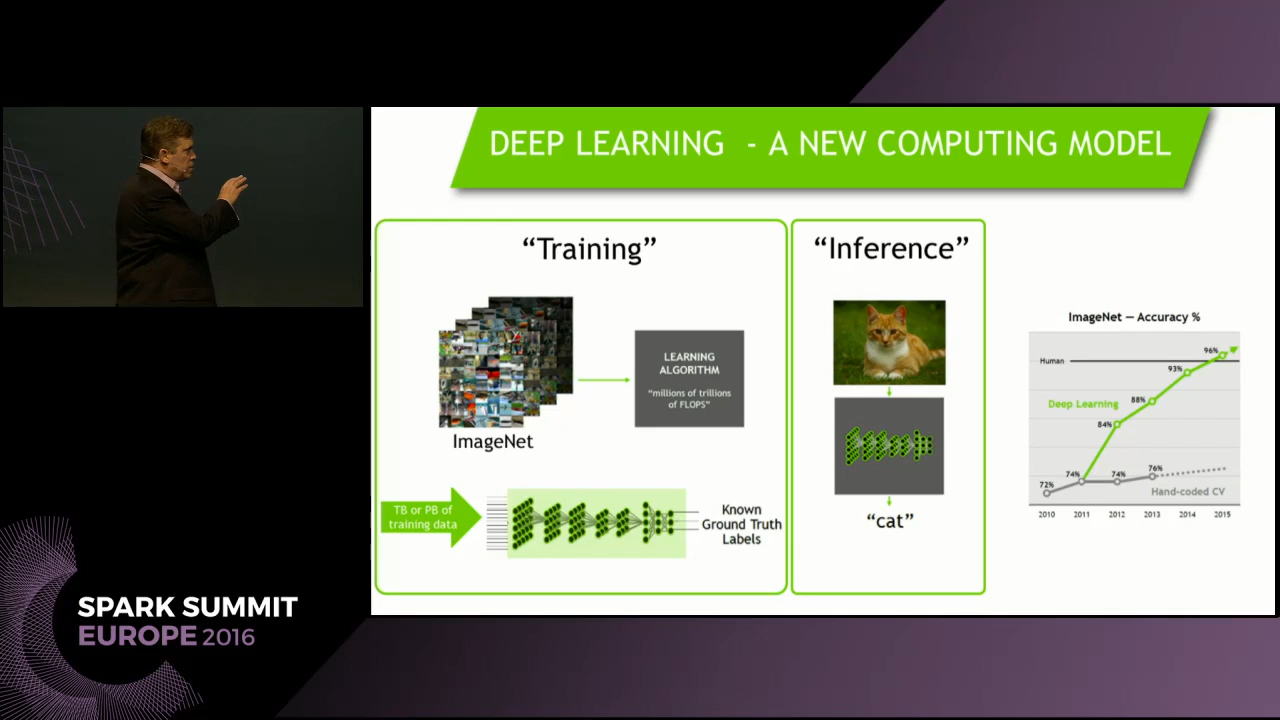 DEEP LEARNING - A NEW COMPUTING MODEL
“Training”
LEARNING
ALGORITHM
“millions of trillions
of FLOPS”
ImageNet
TB or PB of
training data
Known
Ground Truth
Labels
“Inference”
“cat”
ImageNet — Accuracy %
Human
96%
93%
Deep Learning
88%
84%
74%
74%
76%
72%
Hand-coded CV
2010 2011 2012 2013 2014 2015
SPARK SUMMIT
EUROPE 2016